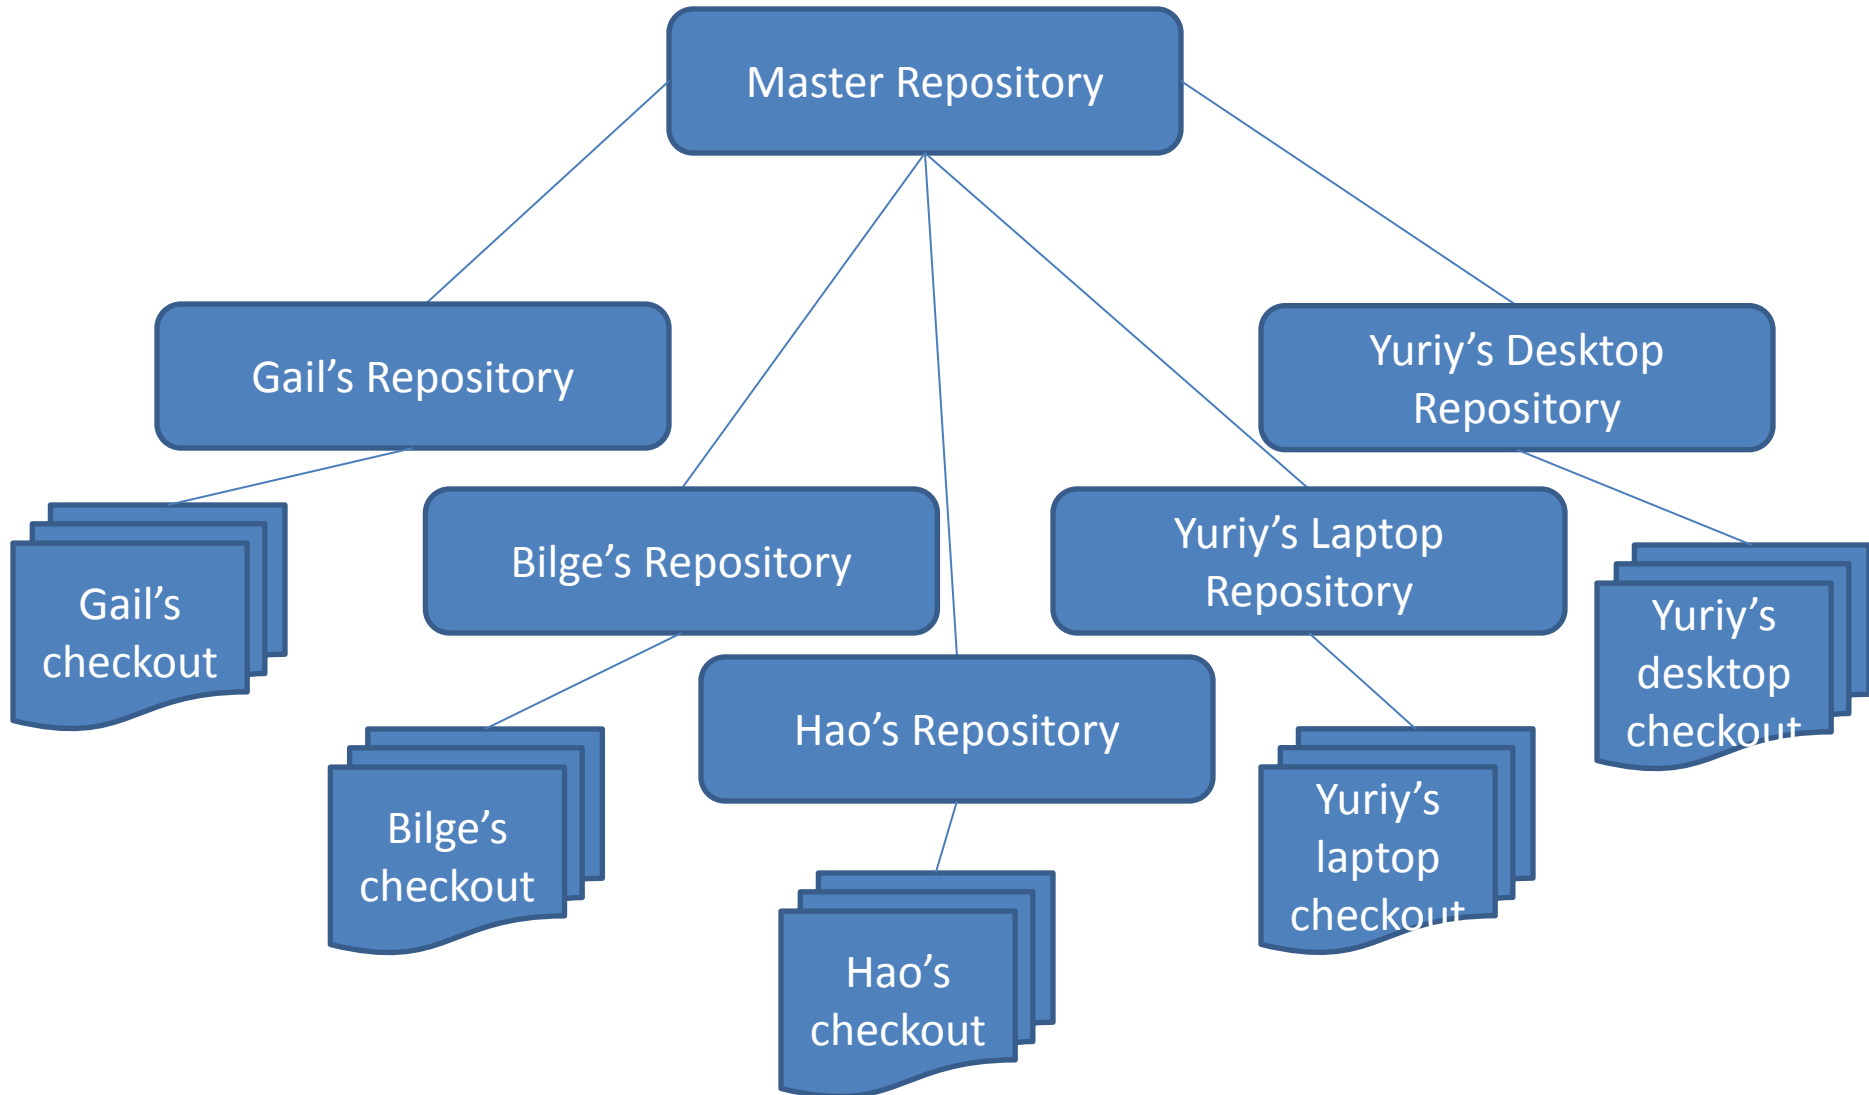 Master Repository
Gail’s Repository
Yuriy’s Desktop
Repository
Bilge’s Repository
Yuriy’s Laptop
Repository
Gail’s
checkout
Yuriy’s
desktop
checkout
Hao’s Repository
Bilge’s
checkout
Yuriy’s
laptop
checkout
Hao’s
checkout